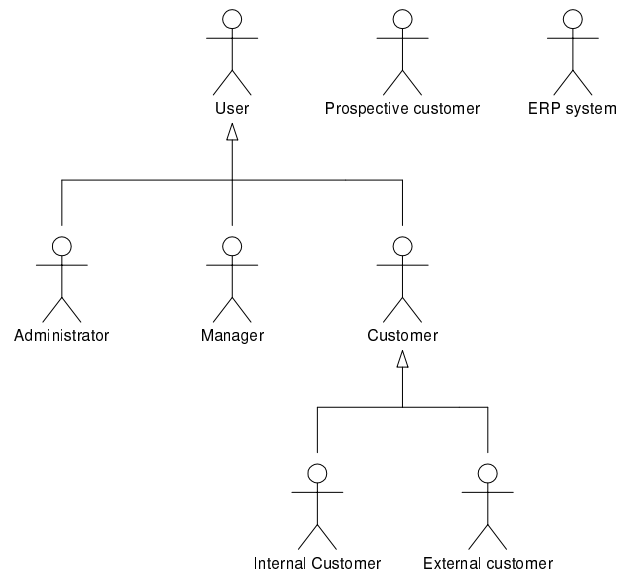 User
Prospective customer
ERP system
Administrator
Manager
Customer
Internal Customer
External customer